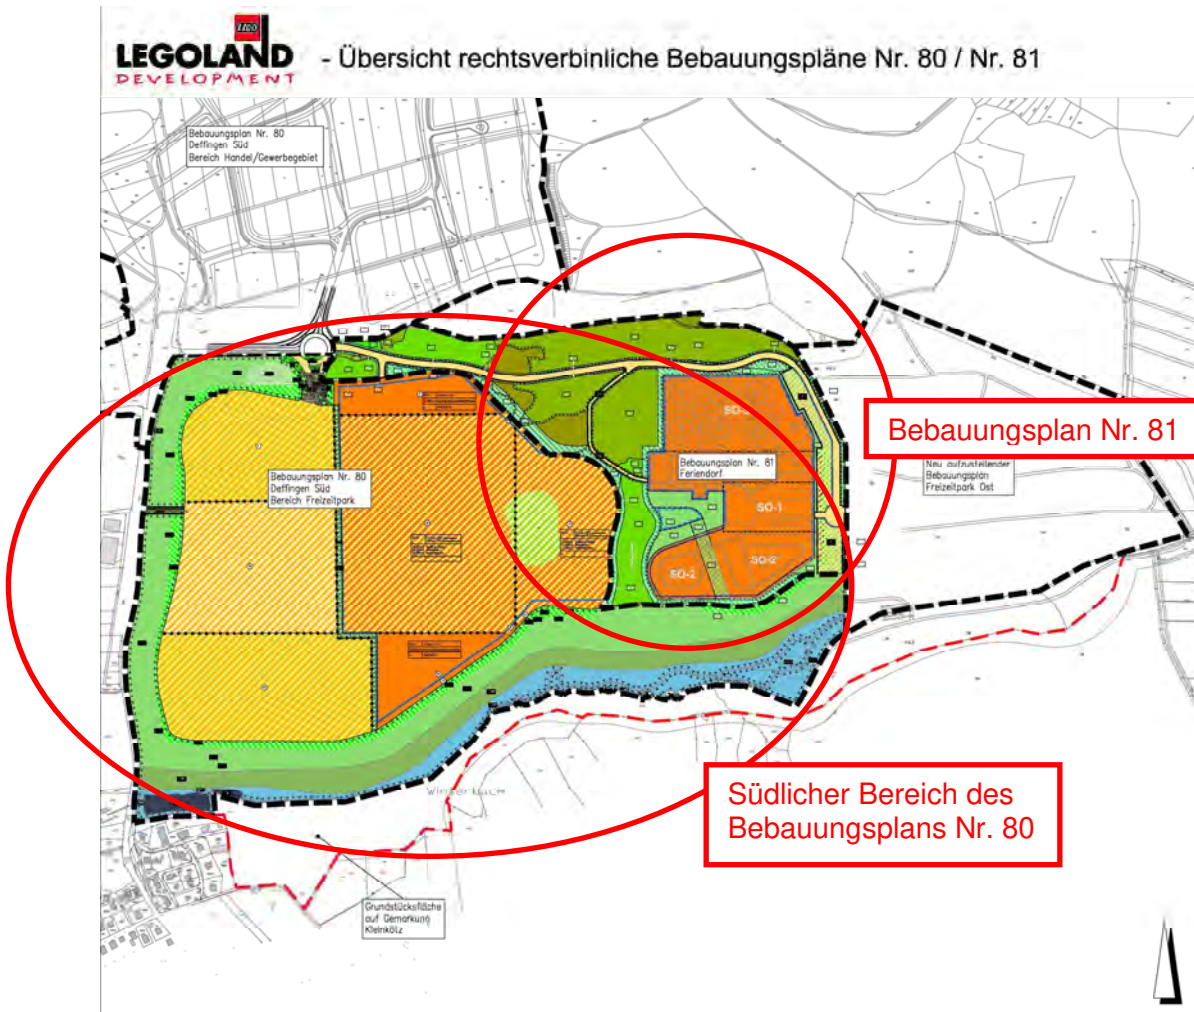 LEGO
LEGOLAND
DEVELOPMENT
- Übersicht rechtsverbinliche Bebauungspläne Nr. 80 / Nr. 81
Bebauungsplan Nr. 80
Deffingen Süd
Bereich Handel/Gewerbegebiet
Bebauungsplan Nr. 81
Neu aufzustellender
Bebauungsplan
Freizeitpark Ost
Bebauungsplan Nr. 80
Deffingen Süd
Bereich Freizeitpark
Bebauungsplan Nr. 81
Feriendorf
SO-1
SO-2
SO-2
Südlicher Bereich des
Bebauungsplans Nr. 80
Grundstücksfläche
auf Gemarkung
Kleinkötz